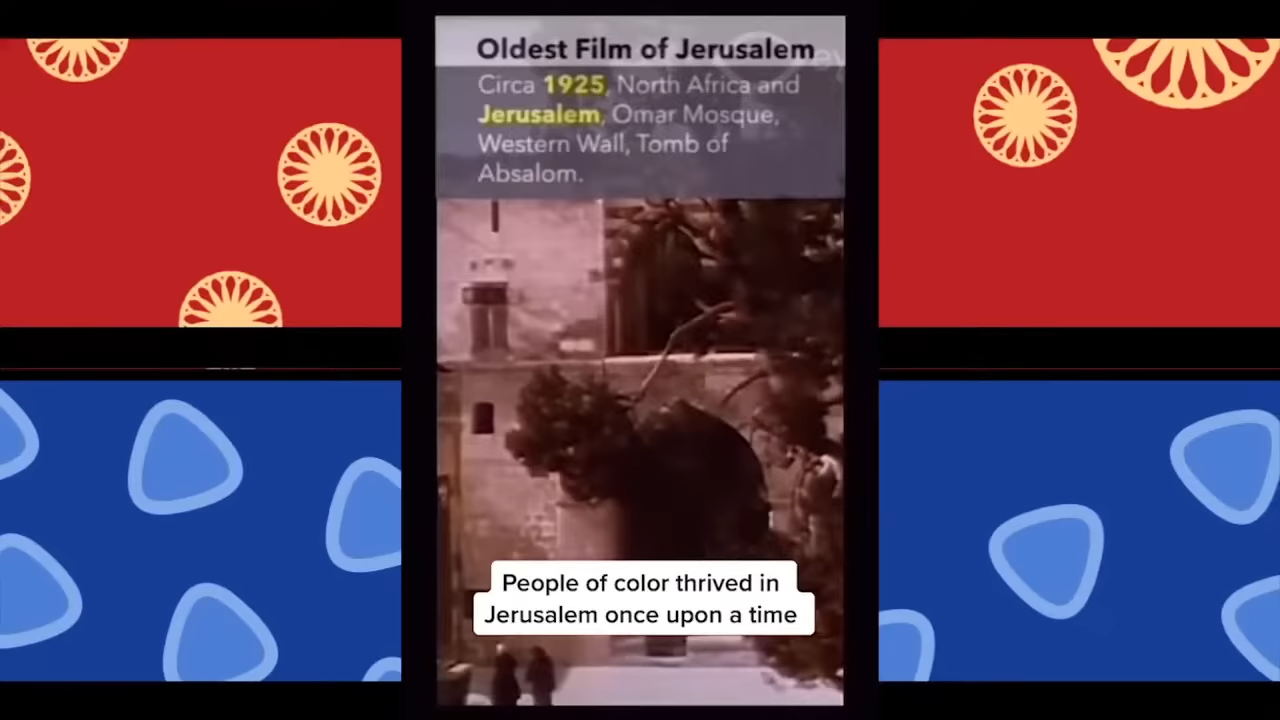 Oldest Film of Jerusalem
Circa 1925, North Africa and
Jerusalem, Omar Mosque,
Western Wall, Tomb of
Absalom.
People of color thrived in
Jerusalem once upon a time